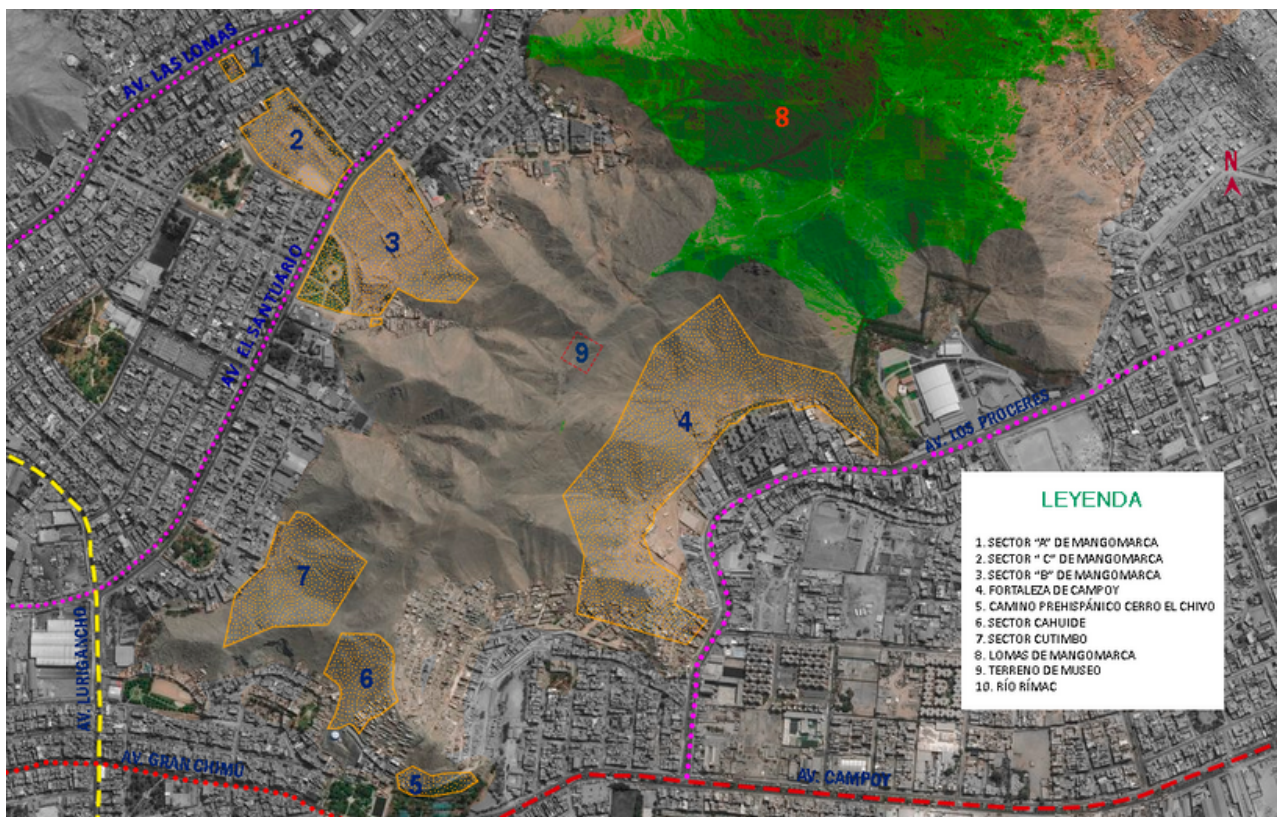 AV. LAS LOMAS
1
2
8
N
3
AV. EL SANTUARIO
9
4
AV. LOS PROCERES
LEYENDA
1. SECTOR "A" DE MANGOMARCA
2. SECTOR " C" DE MANGOMARCA
3. SECTOR "B" DE MANGOMARCA
4. FORTALEZA DE CAMPOY
5. CAMINO PREHISPÁNICO CERRO EL CHIVO
6. SECTOR CAHUIDE
7. SECTOR CUTIMBO
8. LOMAS DE MANGOMARCA
9. TERRENO DE MUSEO
10. RÍO RÍMAC
7
AV. LURIGANCHO
6
AV. GRAN CHIMÚ
5
AV. CAMPOY